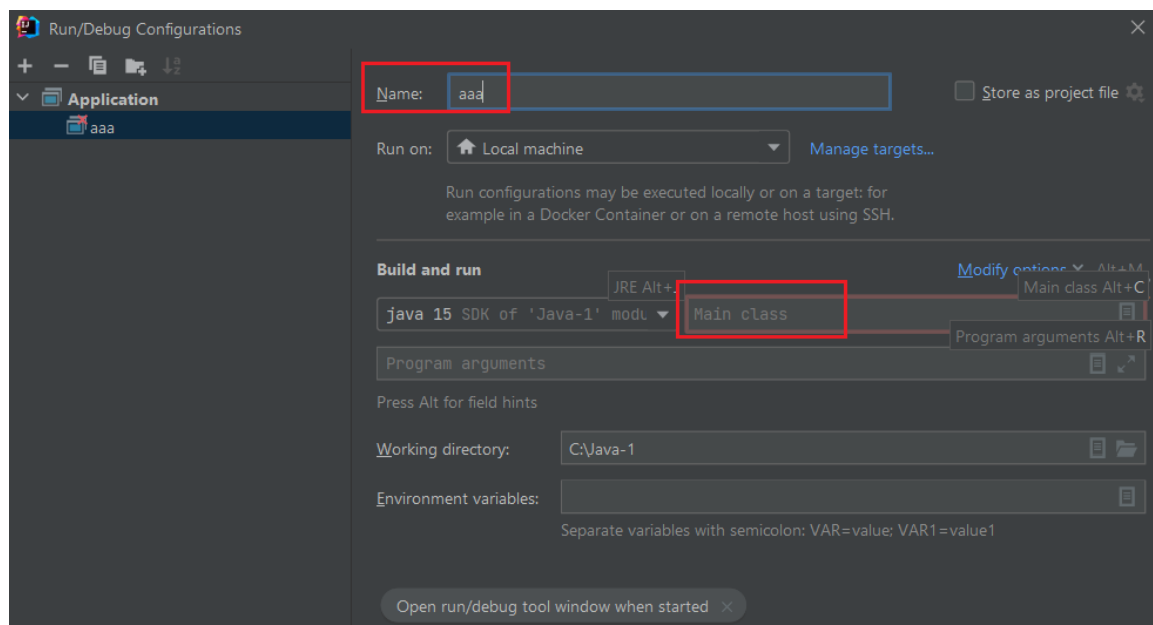 Run/Debug Configurations
Application
aaa
Name: aaa
Store as project file
Run on: Local machine
Manage targets...
Run configurations may be executed locally or on a target: for
example in a Docker Container or on a remote host using SSH.
Build and run
Modify options Alt+M
JRE Alt+J
Main class Alt+C
java 15 SDK of 'Java-1' modu
Main class
Program arguments Alt+R
Program arguments
Press Alt for field hints
Working directory: C:\Java-1
Environment variables:
Separate variables with semicolon: VAR=value; VAR1=value1
Open run/debug tool window when started